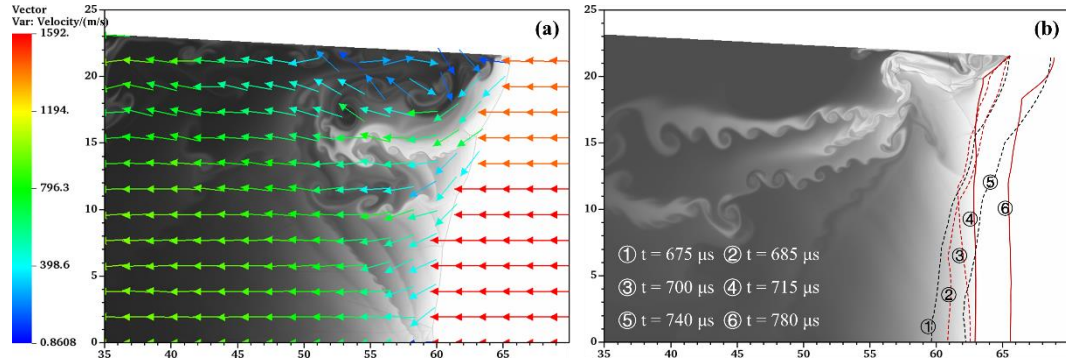 Vector
Var: Velocity/(m/s)
1592.
1194.
796.3
398.6
0.8608
(a)
25
20
15
10
5
0
35 40 45 50 55 60 65
(b)
25
20
15
10
5
0
① t = 675 μs ② t = 685 μs
③ t = 700 μs ④ t = 715 μs
⑤ t = 740 μs ⑥ t = 780 μs
⑤
⑥
④
③
②
①
35 40 45 50 55 60 65